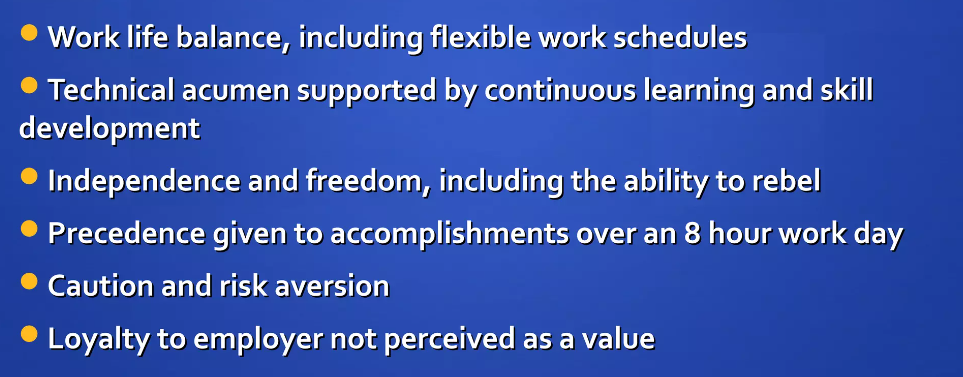 • Work life balance, including flexible work schedules
• Technical acumen supported by continuous learning and skill
development
• Independence and freedom, including the ability to rebel
• Precedence given to accomplishments over an 8 hour work day
• Caution and risk aversion
• Loyalty to employer not perceived as a value